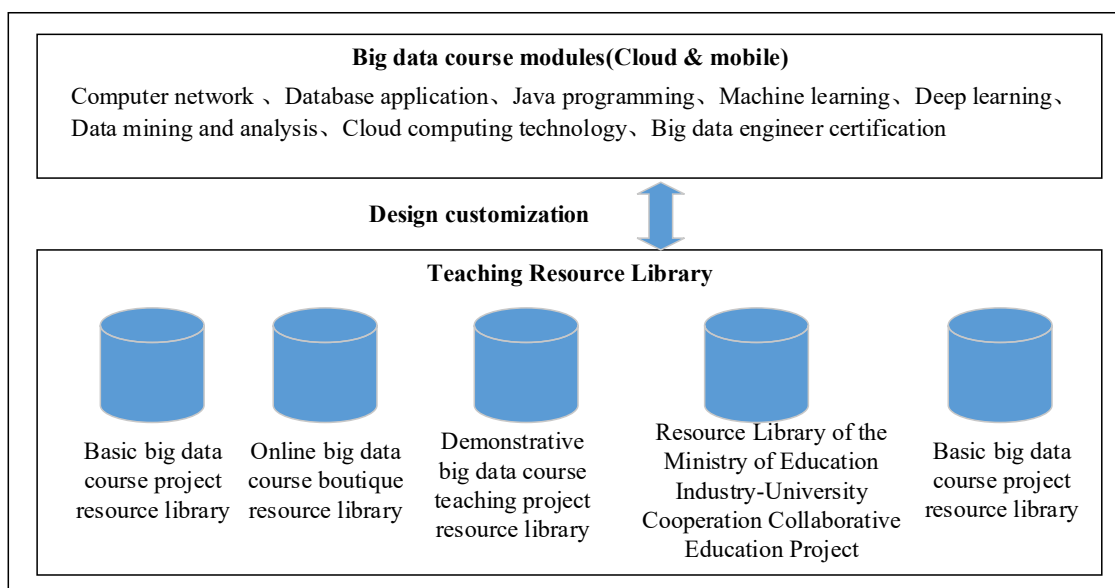 Big data course modules(Cloud & mobile)
Computer network 、Database application、Java programming、Machine learning、Deep learning、
Data mining and analysis、Cloud computing technology、Big data engineer certification
Design customization
Teaching Resource Library
Basic big data
course project
resource library
Online big data
course boutique
resource library
Demonstrative
big data course
teaching project
resource library
Resource Library of the
Ministry of Education
Industry-University
Cooperation Collaborative
Education Project
Basic big data
course project
resource library